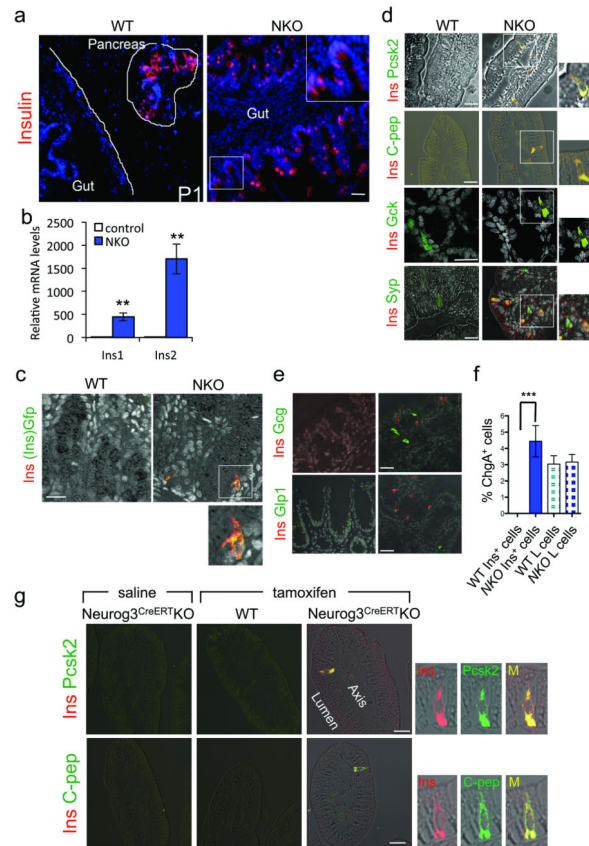 a
WT
NKO
Pancreas
Insulin
Gut
P1
Gut
b
control
NKO
Relative mRNA levels
2500
2000
1500
1000
500
0
**
**
Ins1
Ins2
c
WT
NKO
Ins (Ins)Gfp
d
WT
NKO
Ins Pcsk2
Ins C-pep
Ins Gck
Ins Syp
e
Ins Gcg
Ins Glp1
f
***
% ChgA+ cells
7
6
5
4
3
2
1
0
WT Ins+ cells
NKO Ins+ cells
WT L cells
NKO L cells
g
saline
tamoxifen
Neurog3CreERTKO
WT
Neurog3CreERTKO
Ins Pcsk2
Lumen
Axis
Ins
Pcsk2
M
Ins C-pep
Ins
C-pep
M